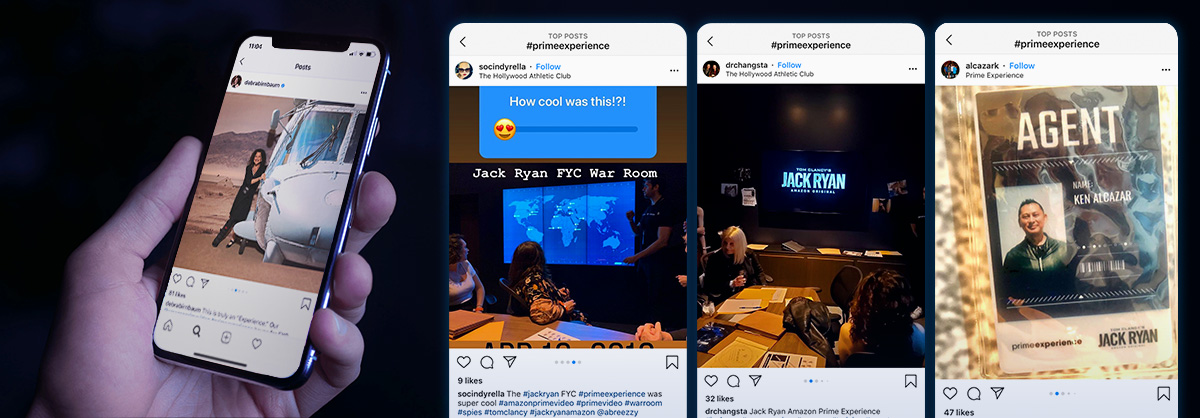 11:04
Posts
debrabirnbaum
81 likes
debrabirnbaum This is truly an "Experience" Our
TOP POSTS
#primeexperience
socindyrella · Follow
The Hollywood Athletic Club
How cool was this!?!
Jack Ryan FYC War Room
9 likes
socindyrella The #jackryan FYC #primeexperience was
super cool #amazonprimevideo #primevideo #warroom
#spies #tomclancy #jackryanamazon @abreezzy
TOP POSTS
#primeexperience
drchangsta · Follow
The Hollywood Athletic Club
TOM CLANCY'S
JACK RYAN
AMAZON ORIGINAL
32 likes
drchangsta Jack Ryan Amazon Prime Experience
TOP POSTS
#primeexperience
alcazark · Follow
Prime Experience
AGENT
NAME:
KEN ALCAZAR
primeexperience
TOM CLANCY'S
JACK RYAN
47 likes